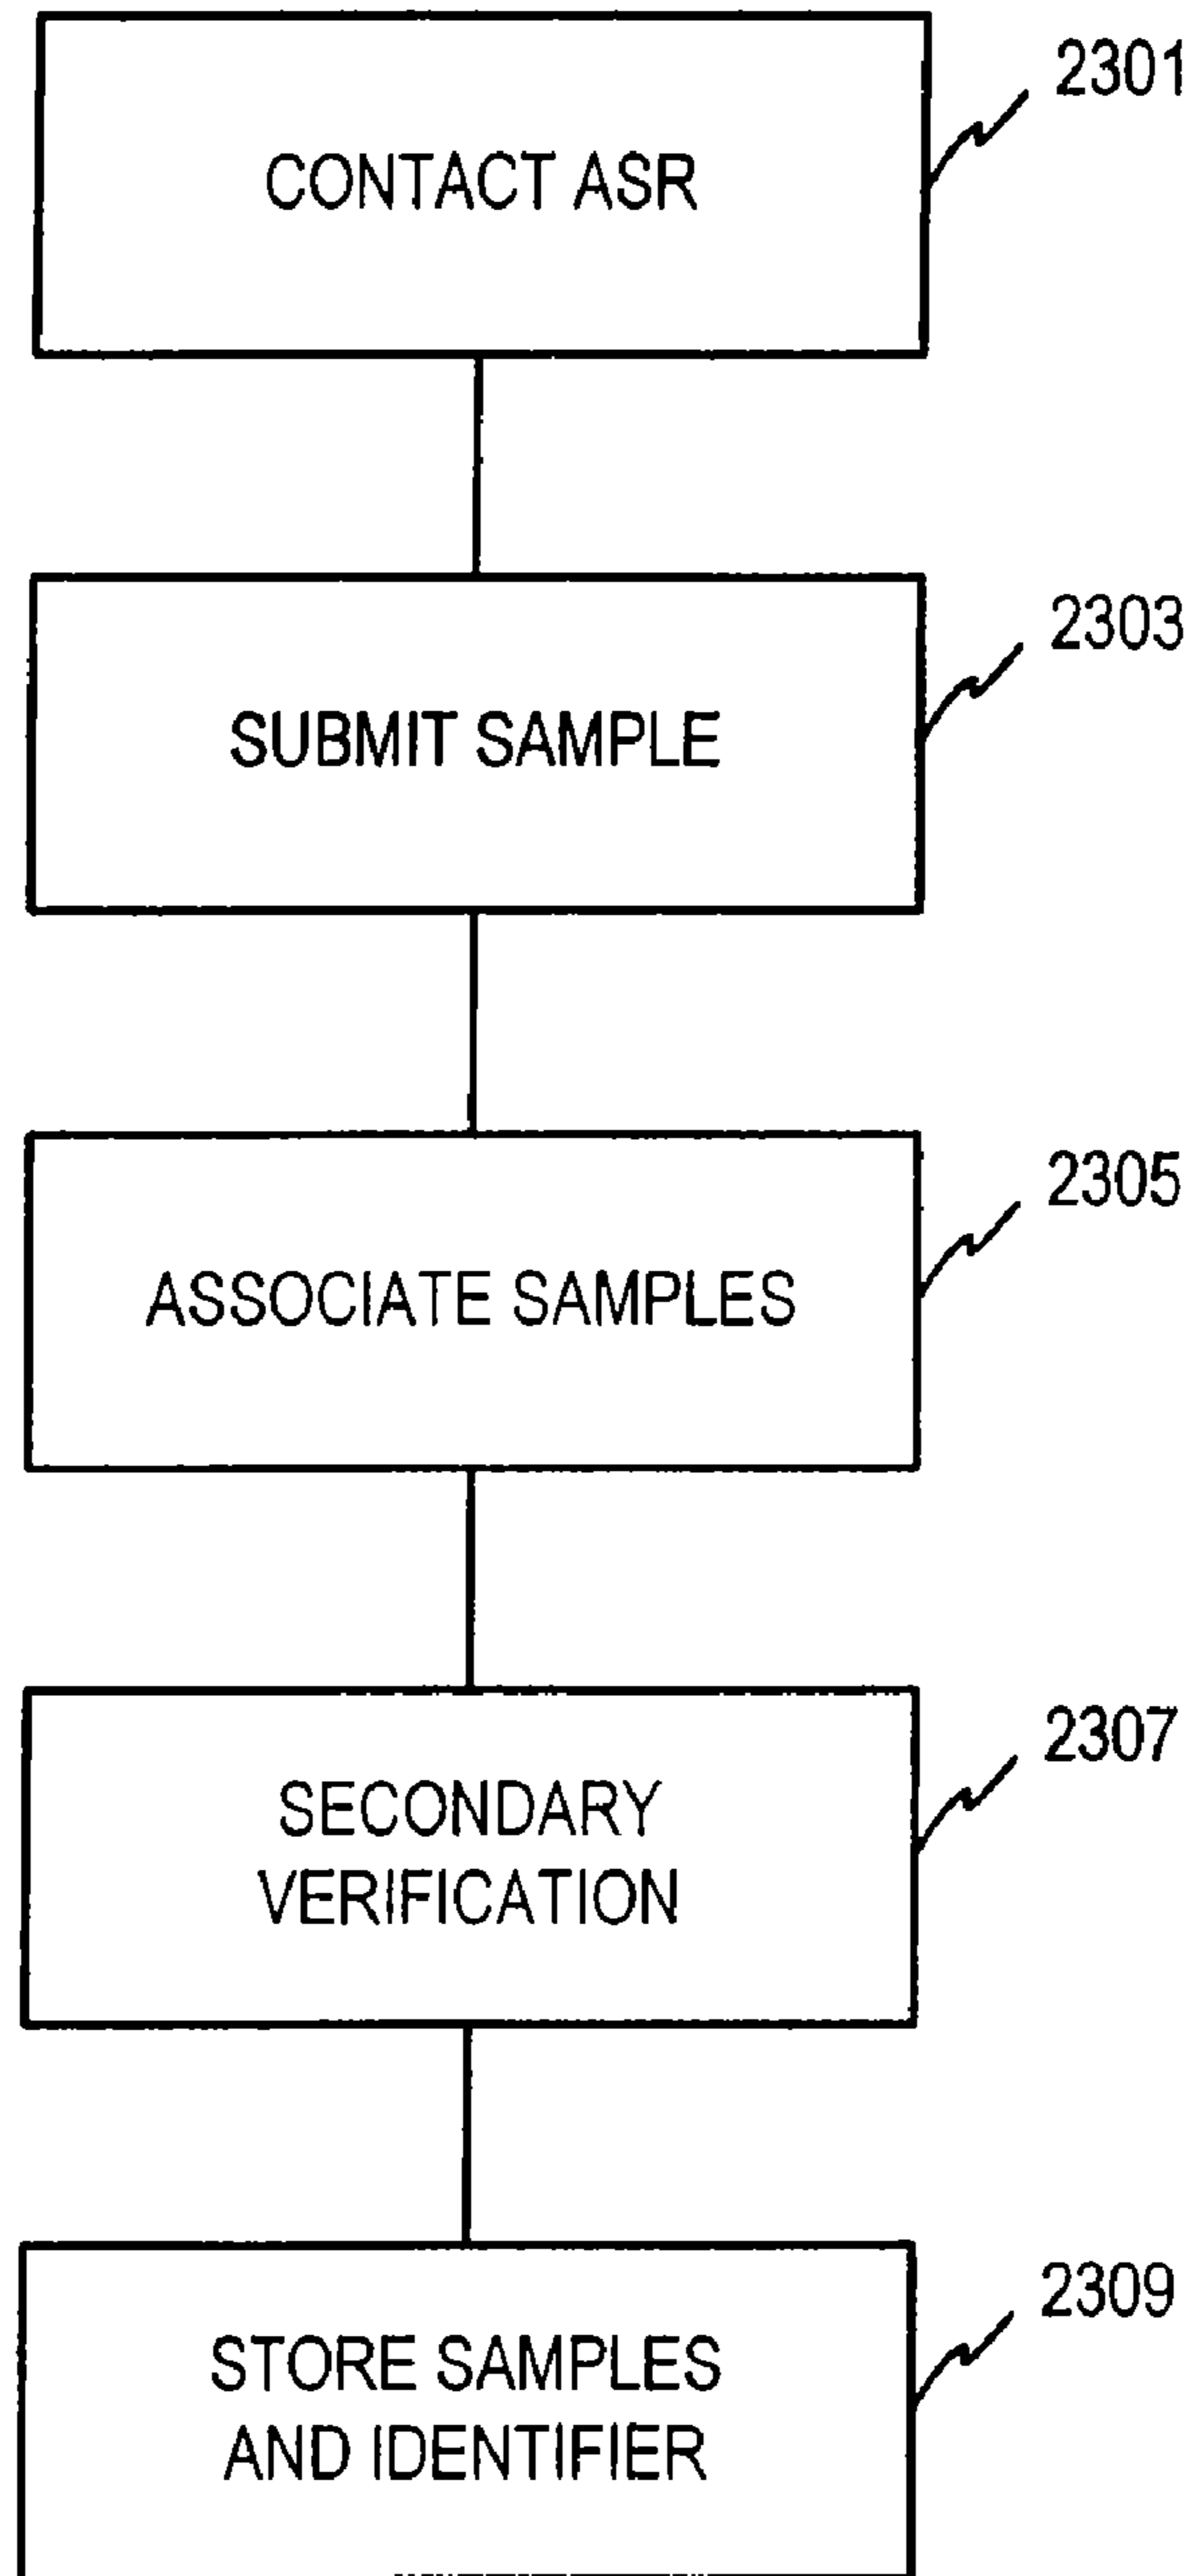 2301
CONTACT ASR
2303
SUBMIT SAMPLE
2305
ASSOCIATE SAMPLES
2307
SECONDARY
VERIFICATION
2309
STORE SAMPLES
AND IDENTIFIER